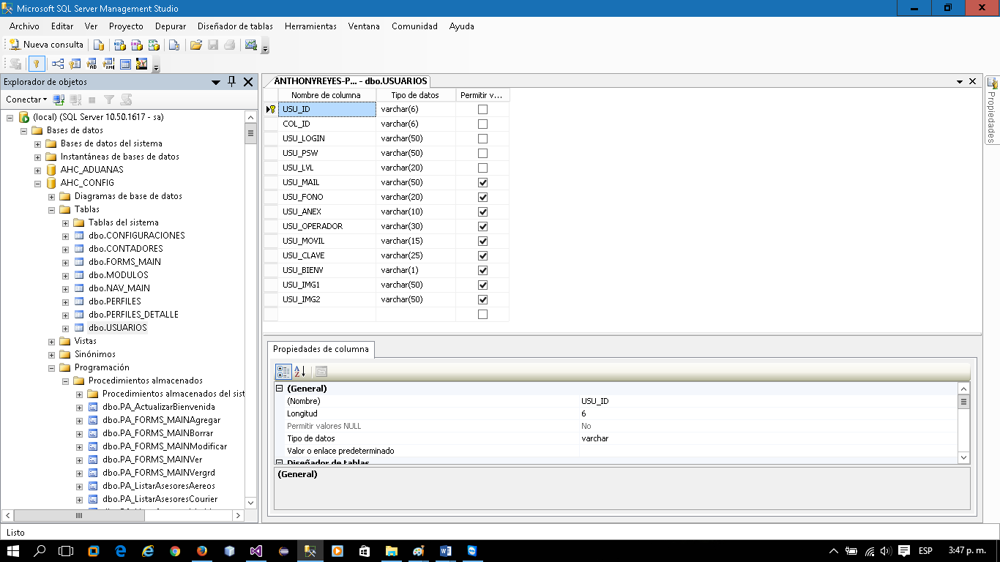 Microsoft SQL Server Management Studio
Archivo Editar Ver Proyecto Depurar Diseñador de tablas Herramientas Ventana Comunidad Ayuda
Nueva consulta
Explorador de objetos
Conectar
(local) (SQL Server 10.50.1617 - sa)
Bases de datos
Bases de datos del sistema
Instantáneas de bases de datos
AHC_ADUANAS
AHC_CONFIG
Diagramas de base de datos
Tablas
Tablas del sistema
dbo.CONFIGURACIONES
dbo.CONTADORES
dbo.FORMS_MAIN
dbo.MODULOS
dbo.NAV_MAIN
dbo.PERFILES
dbo.PERFILES_DETALLE
dbo.USUARIOS
Vistas
Sinónimos
Programación
Procedimientos almacenados
Procedimientos almacenados del sist
dbo.PA_ActualizarBienvenida
dbo.PA_FORMS_MAINAgregar
dbo.PA_FORMS_MAINBorrar
dbo.PA_FORMS_MAINModificar
dbo.PA_FORMS_MAINVer
dbo.PA_FORMS_MAINVergrd
dbo.PA_ListarAsesoresAereos
dbo.PA_ListarAsesoresCourier
ANTHONYREYES-P... - dbo.USUARIOS
Nombre de columna Tipo de datos Permitir v...
USU_ID varchar(6)
COL_ID varchar(6)
USU_LOGIN varchar(50)
USU_PSW varchar(50)
USU_LVL varchar(20)
USU_MAIL varchar(50)
USU_FONO varchar(20)
USU_ANEX varchar(10)
USU_OPERADOR varchar(30)
USU_MOVIL varchar(15)
USU_CLAVE varchar(25)
USU_BIENV varchar(1)
USU_IMG1 varchar(50)
USU_IMG2 varchar(50)
Propiedades de columna
(General)
(Nombre) USU_ID
Longitud 6
Permitir valores NULL No
Tipo de datos varchar
Valor o enlace predeterminado
Diseñador de tablas
(General)
Propiedades
Listo
ESP 3:47 p. m.